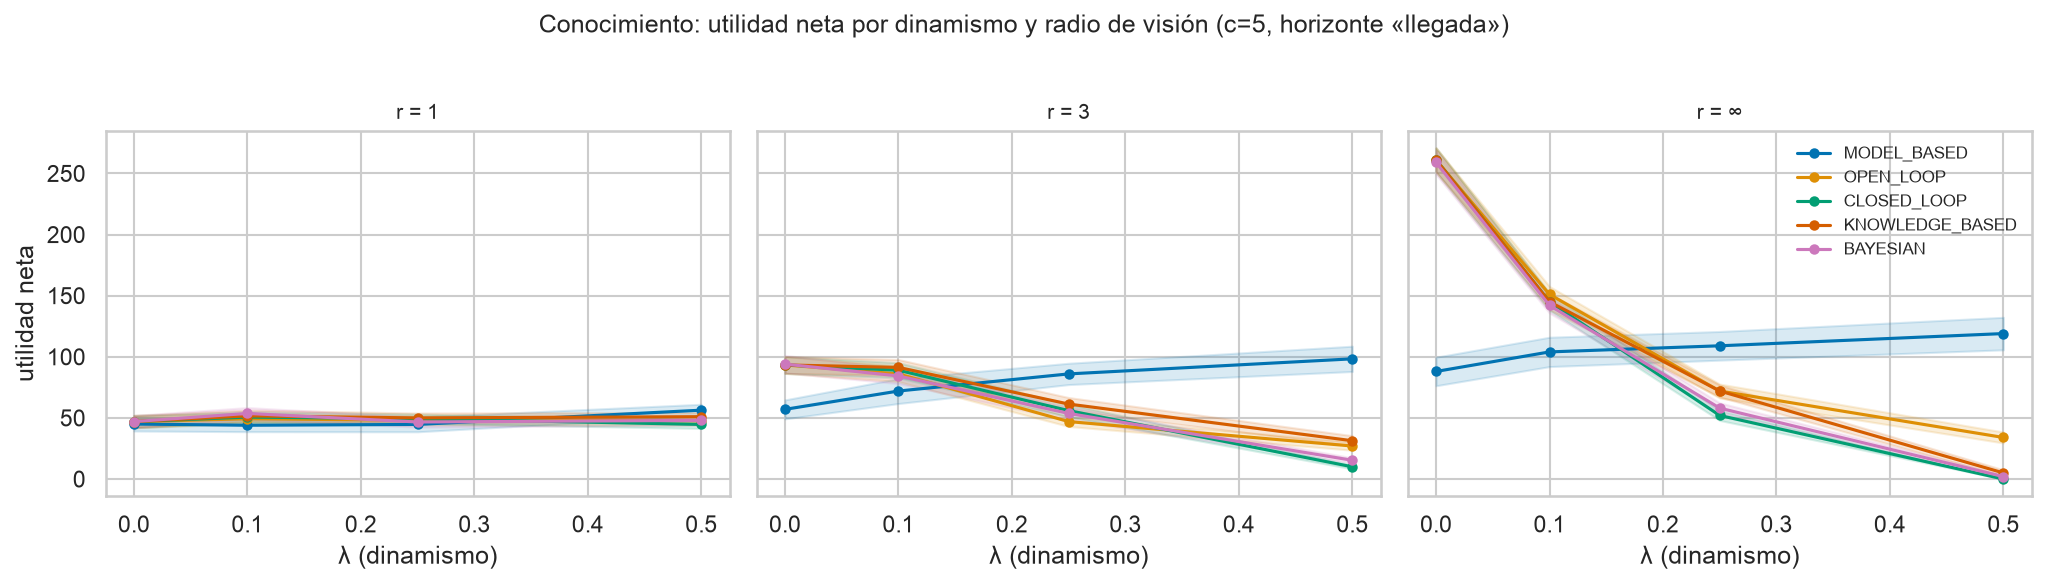 Conocimiento: utilidad neta por dinamismo y radio de visión (c=5, horizonte «llegada»)
r = 1
r = 3
r = ∞
utilidad neta
250
200
150
100
50
0
MODEL_BASED
OPEN_LOOP
CLOSED_LOOP
KNOWLEDGE_BASED
BAYESIAN
0.0 0.1 0.2 0.3 0.4 0.5
0.0 0.1 0.2 0.3 0.4 0.5
0.0 0.1 0.2 0.3 0.4 0.5
λ (dinamismo)
λ (dinamismo)
λ (dinamismo)